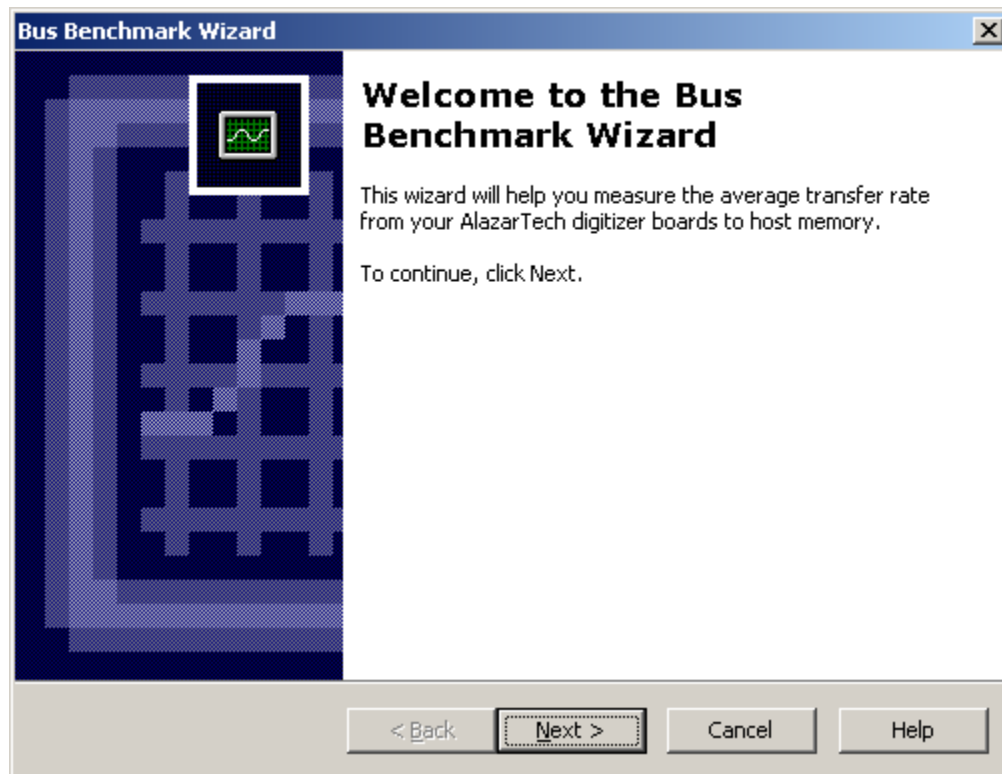 Bus Benchmark Wizard
Welcome to the Bus
Benchmark Wizard
This wizard will help you measure the average transfer rate
from your AlazarTech digitizer boards to host memory.
To continue, click Next.
< Back
Next >
Cancel
Help